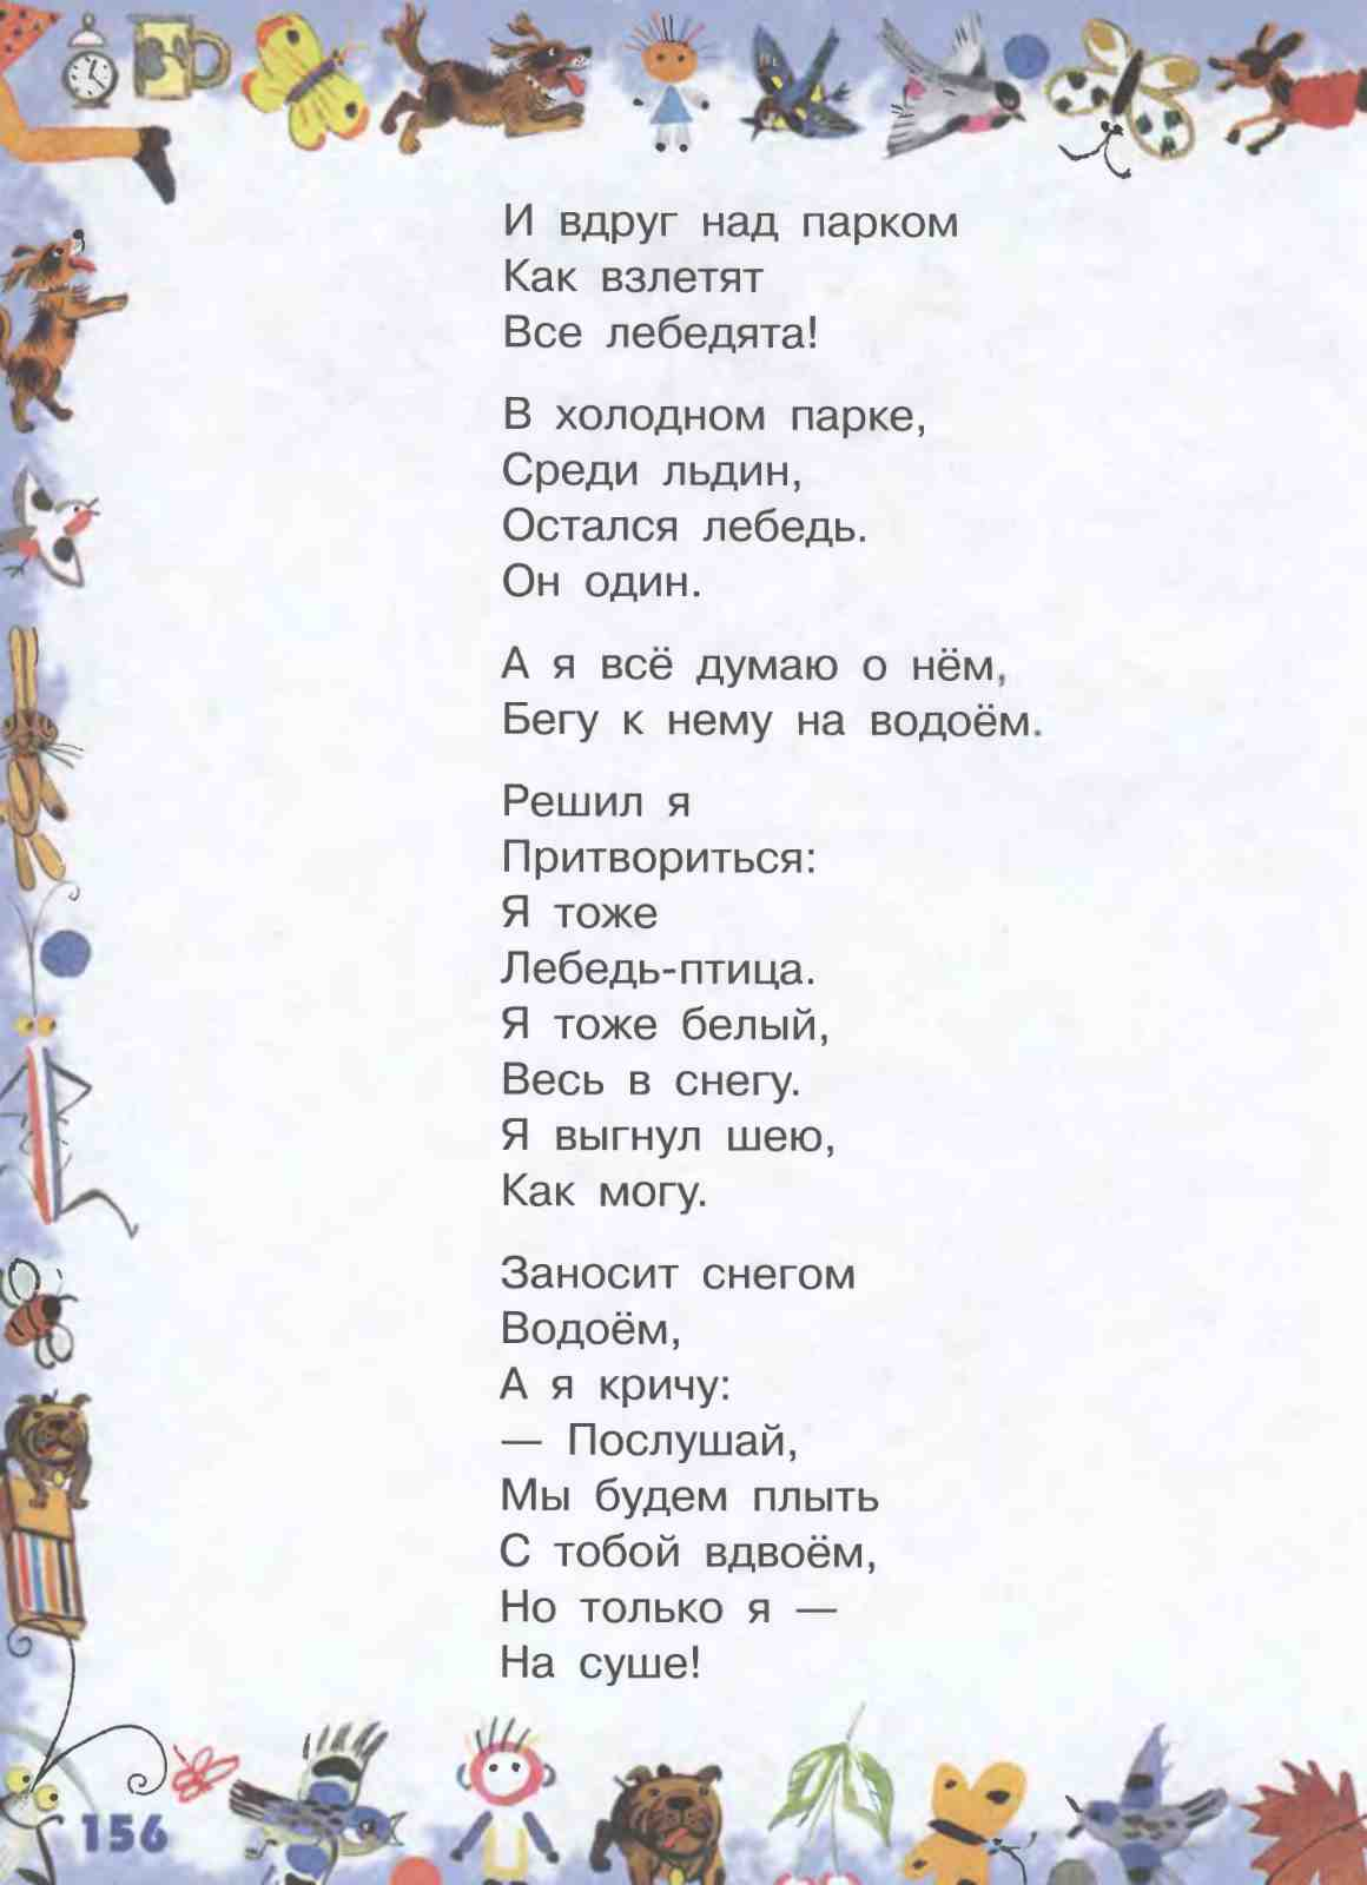 И вдруг над парком
Как взлетят
Все лебедята!
В холодном парке,
Среди льдин,
Остался лебедь.
Он один.
А я всё думаю о нём,
Бегу к нему на водоём.
Решил я
Притвориться:
Я тоже
Лебедь-птица.
Я тоже белый,
Весь в снегу.
Я выгнул шею,
Как могу.
Заносит снегом
Водоём,
А я кричу:
— Послушай,
Мы будем плыть
С тобой вдвоём,
Но только я —
На суше!
156